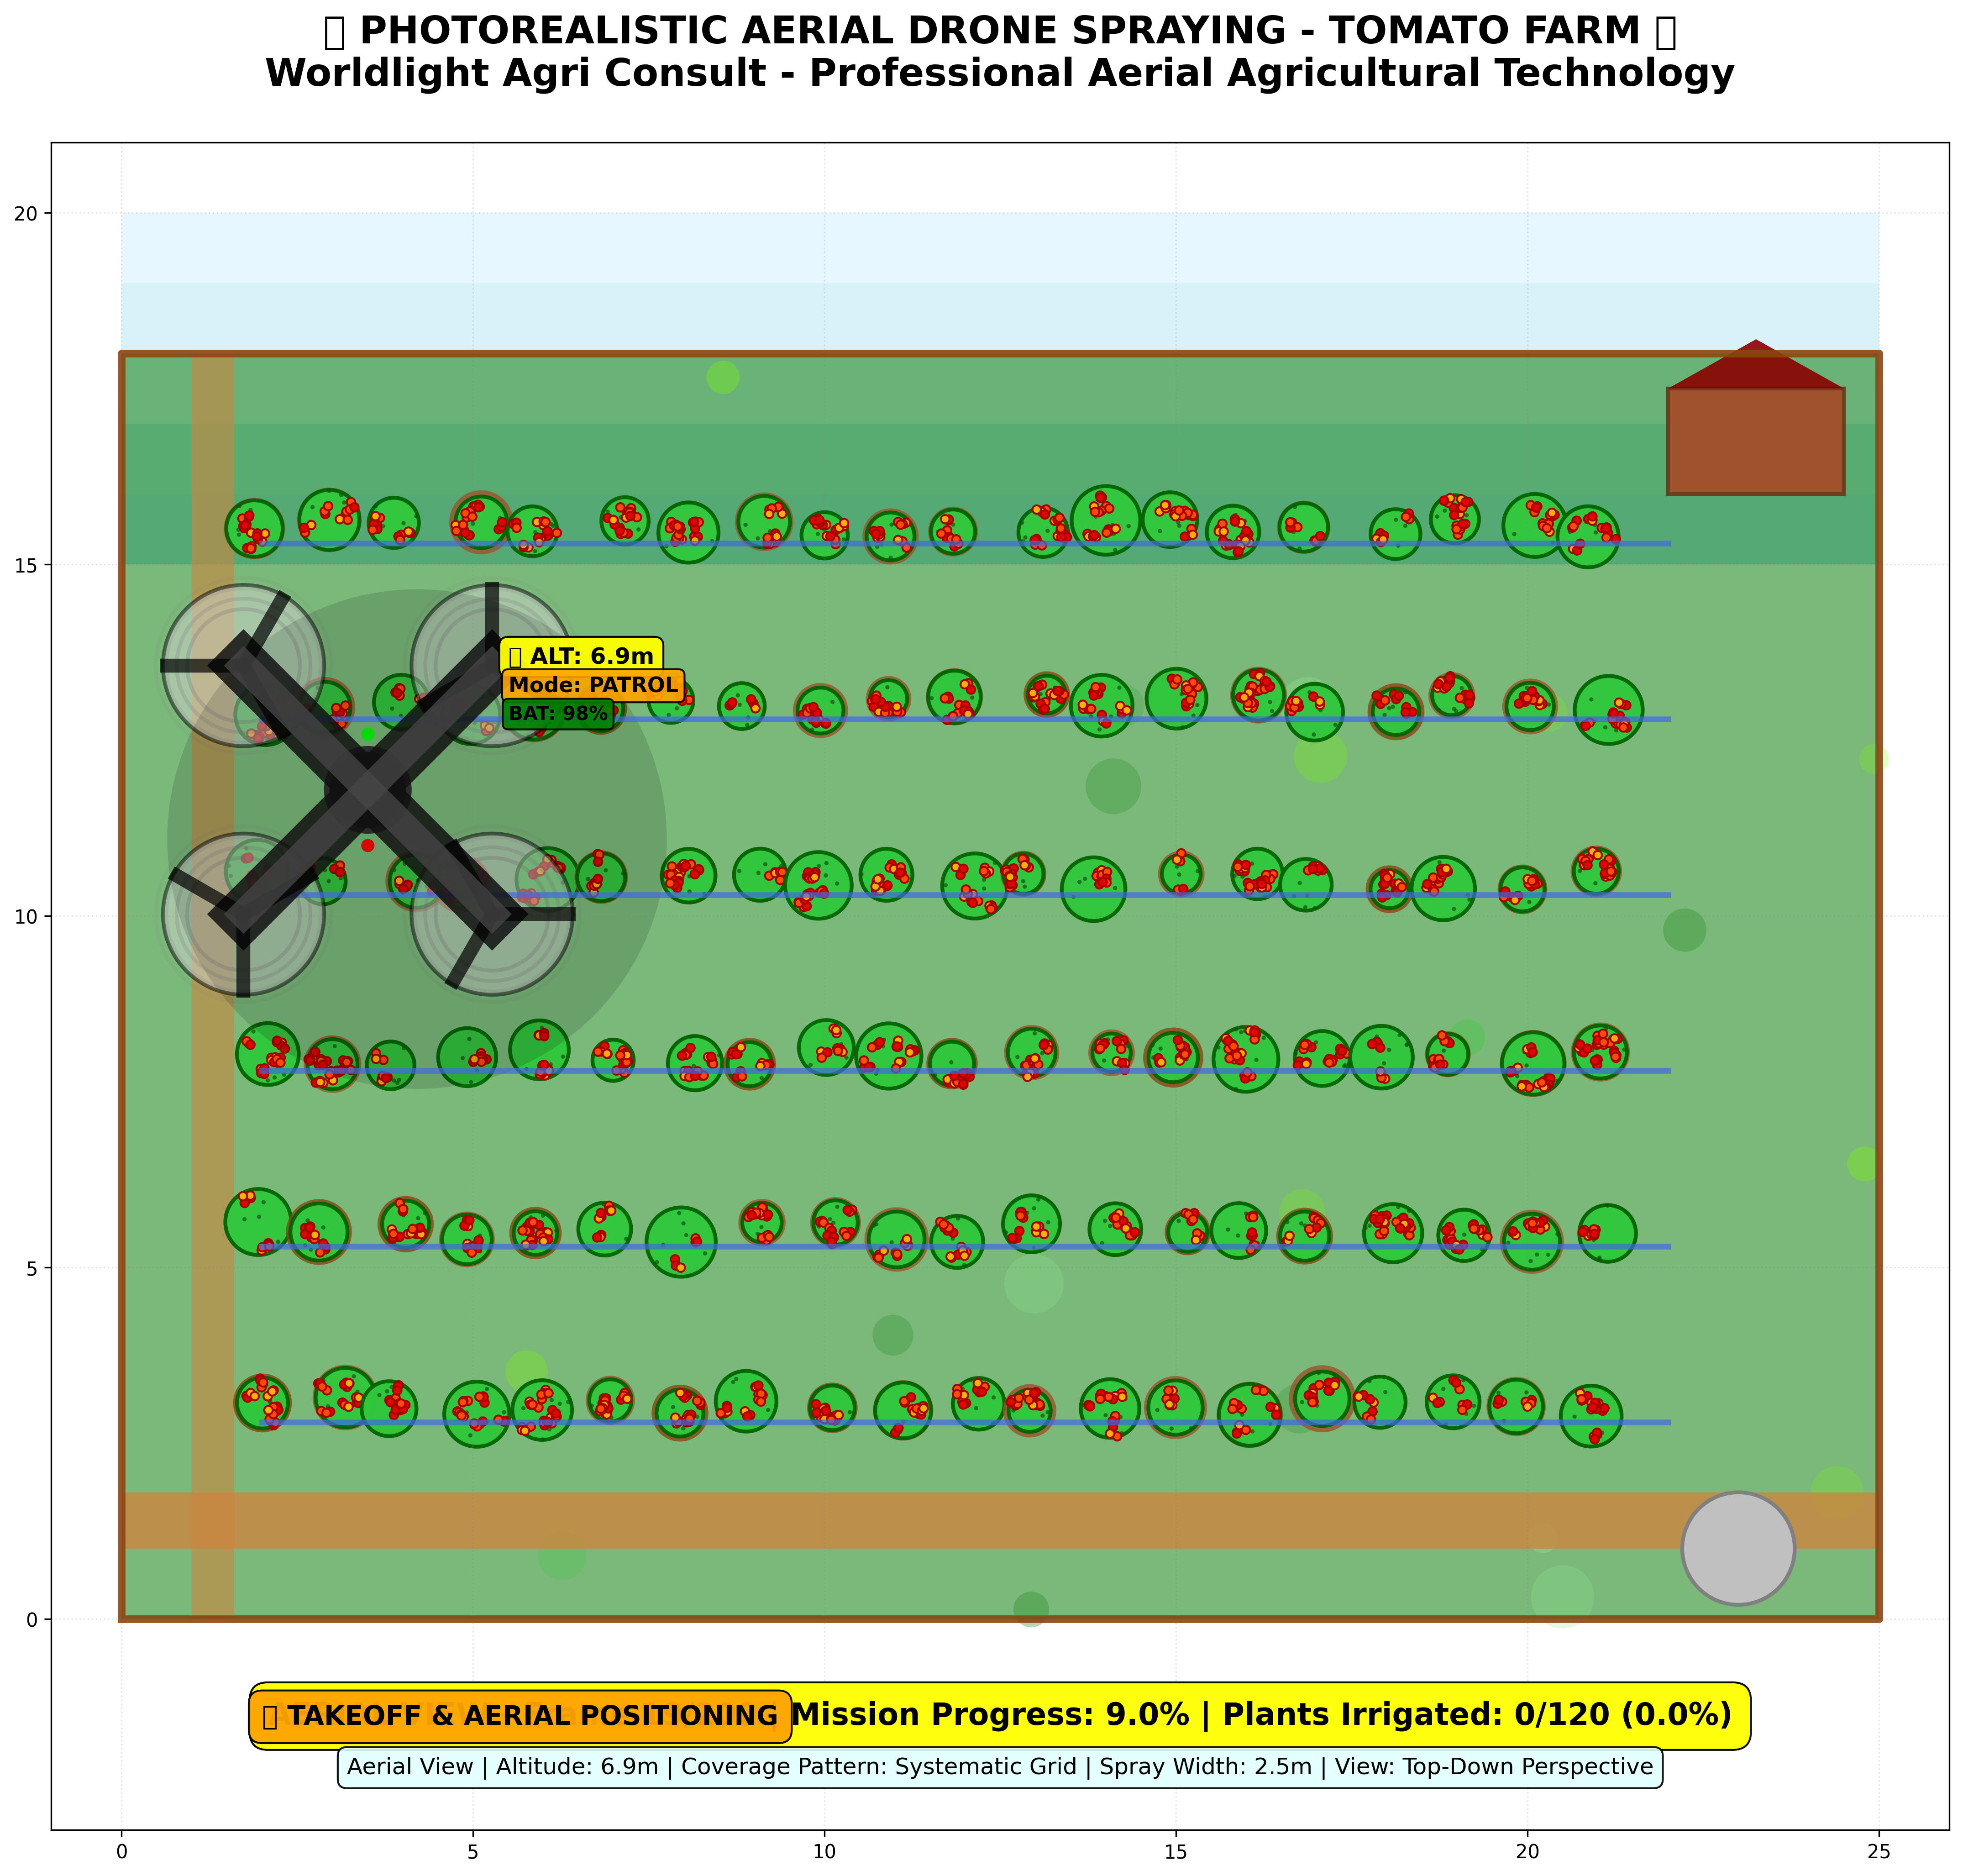 PHOTOREALISTIC AERIAL DRONE SPRAYING - TOMATO FARM
Worldlight Agri Consult - Professional Aerial Agricultural Technology
20
15
10
5
0
ALT: 6.9m
Mode: PATROL
BAT: 98%
TAKEOFF & AERIAL POSITIONING
Mission Progress: 9.0% | Plants Irrigated: 0/120 (0.0%)
Aerial View | Altitude: 6.9m | Coverage Pattern: Systematic Grid | Spray Width: 2.5m | View: Top-Down Perspective
0
5
10
15
20
25